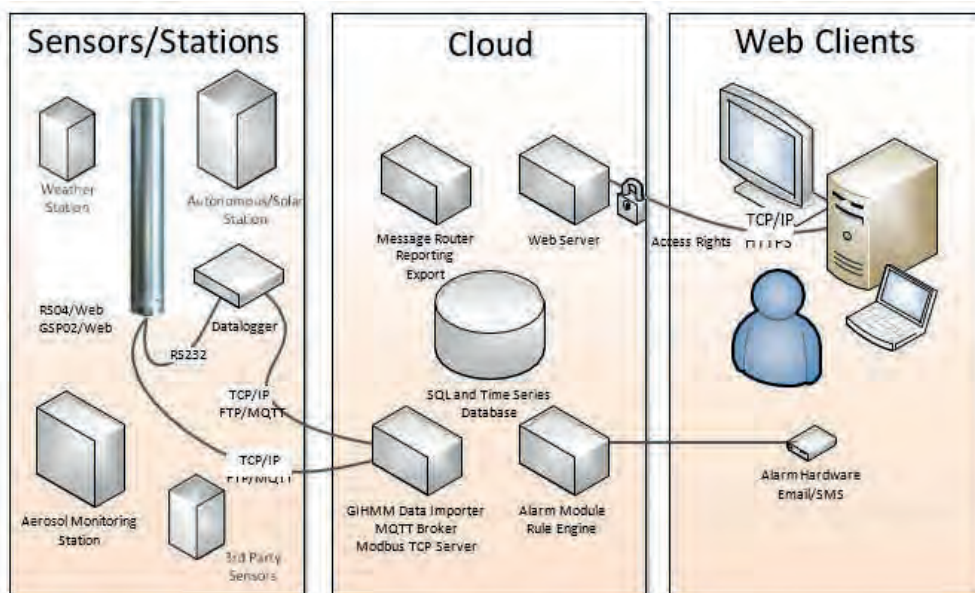 Sensors/Stations
Weather
Station
Autonomous/Solar
Station
RS04/Web
GSP02/Web
Datalogger
RS232
TCP/IP
FTP/MQTT
TCP/IP
FTP/MQTT
Aerosol Monitoring
Station
3rd Party
Sensors
Cloud
Message Router
Reporting
Export
Web Server
SQL and Time Series
Database
GIHMM Data Importer
MQTT Broker
Modbus TCP Server
Alarm Module
Rule Engine
Web Clients
TCP/IP
Access Rights
HTTPS
Alarm Hardware
Email/SMS